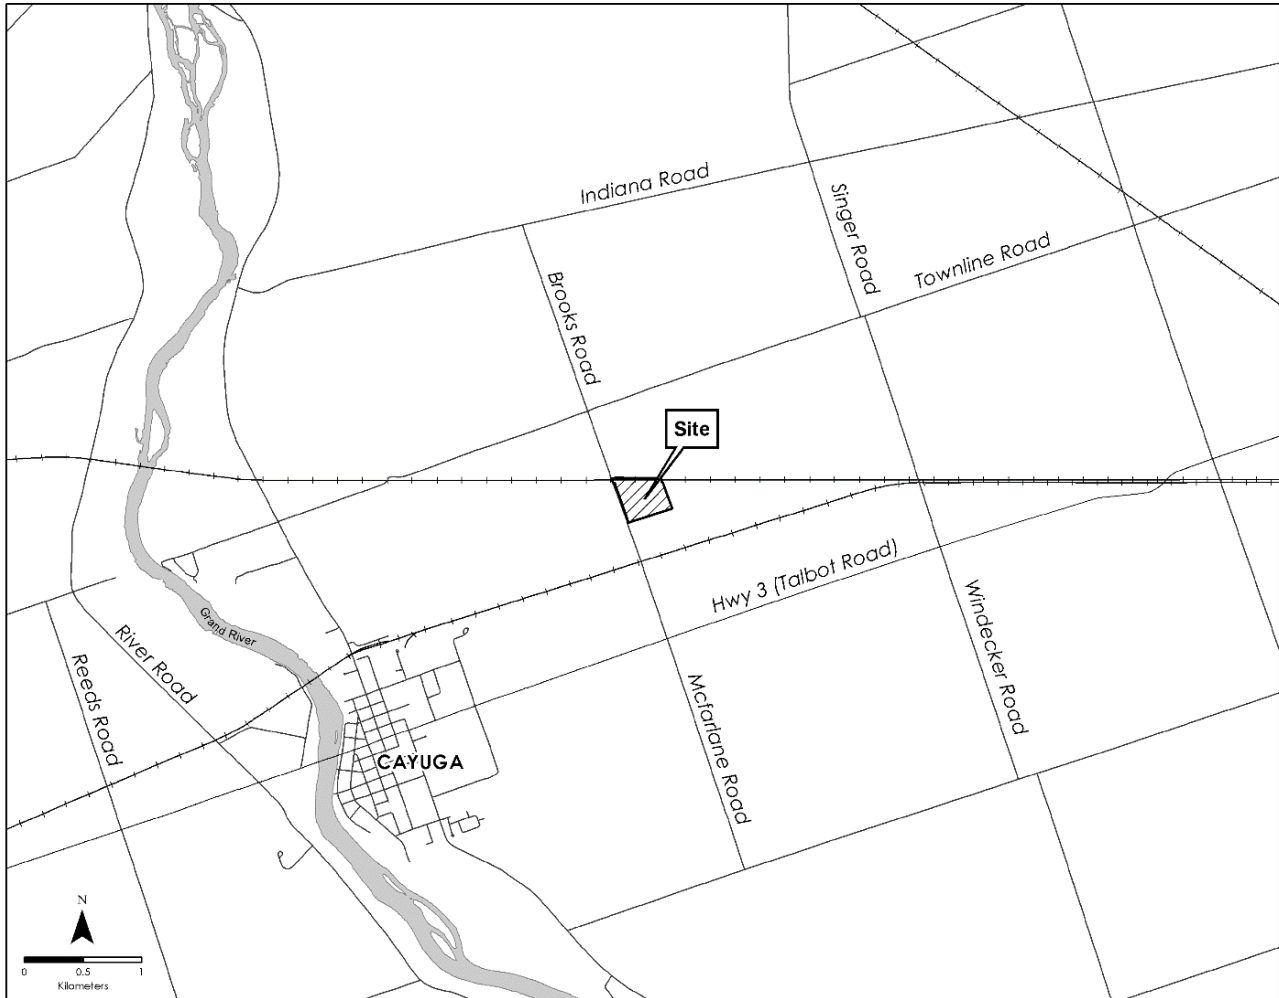 Indiana Road
Singer Road
Townline Road
Brooks Road
Site
Hwy 3 (Talbot Road)
Grand River
River Road
Reeds Road
Windecker Road
Mcfarlane Road
CAYUGA
N
0 0.5 1
Kilometers